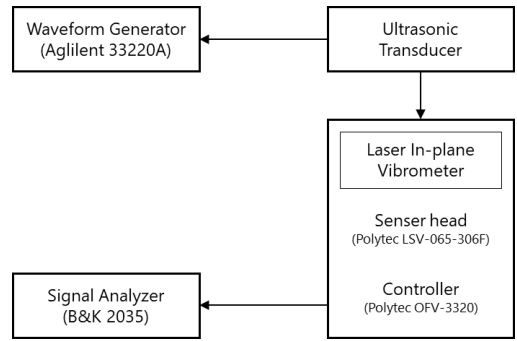 Waveform Generator
(Aglilent 33220A)
Ultrasonic
Transducer
Laser In-plane
Vibrometer
Senser head
(Polytec LSV-065-306F)
Controller
(Polytec OFV-3320)
Signal Analyzer
(B&K 2035)